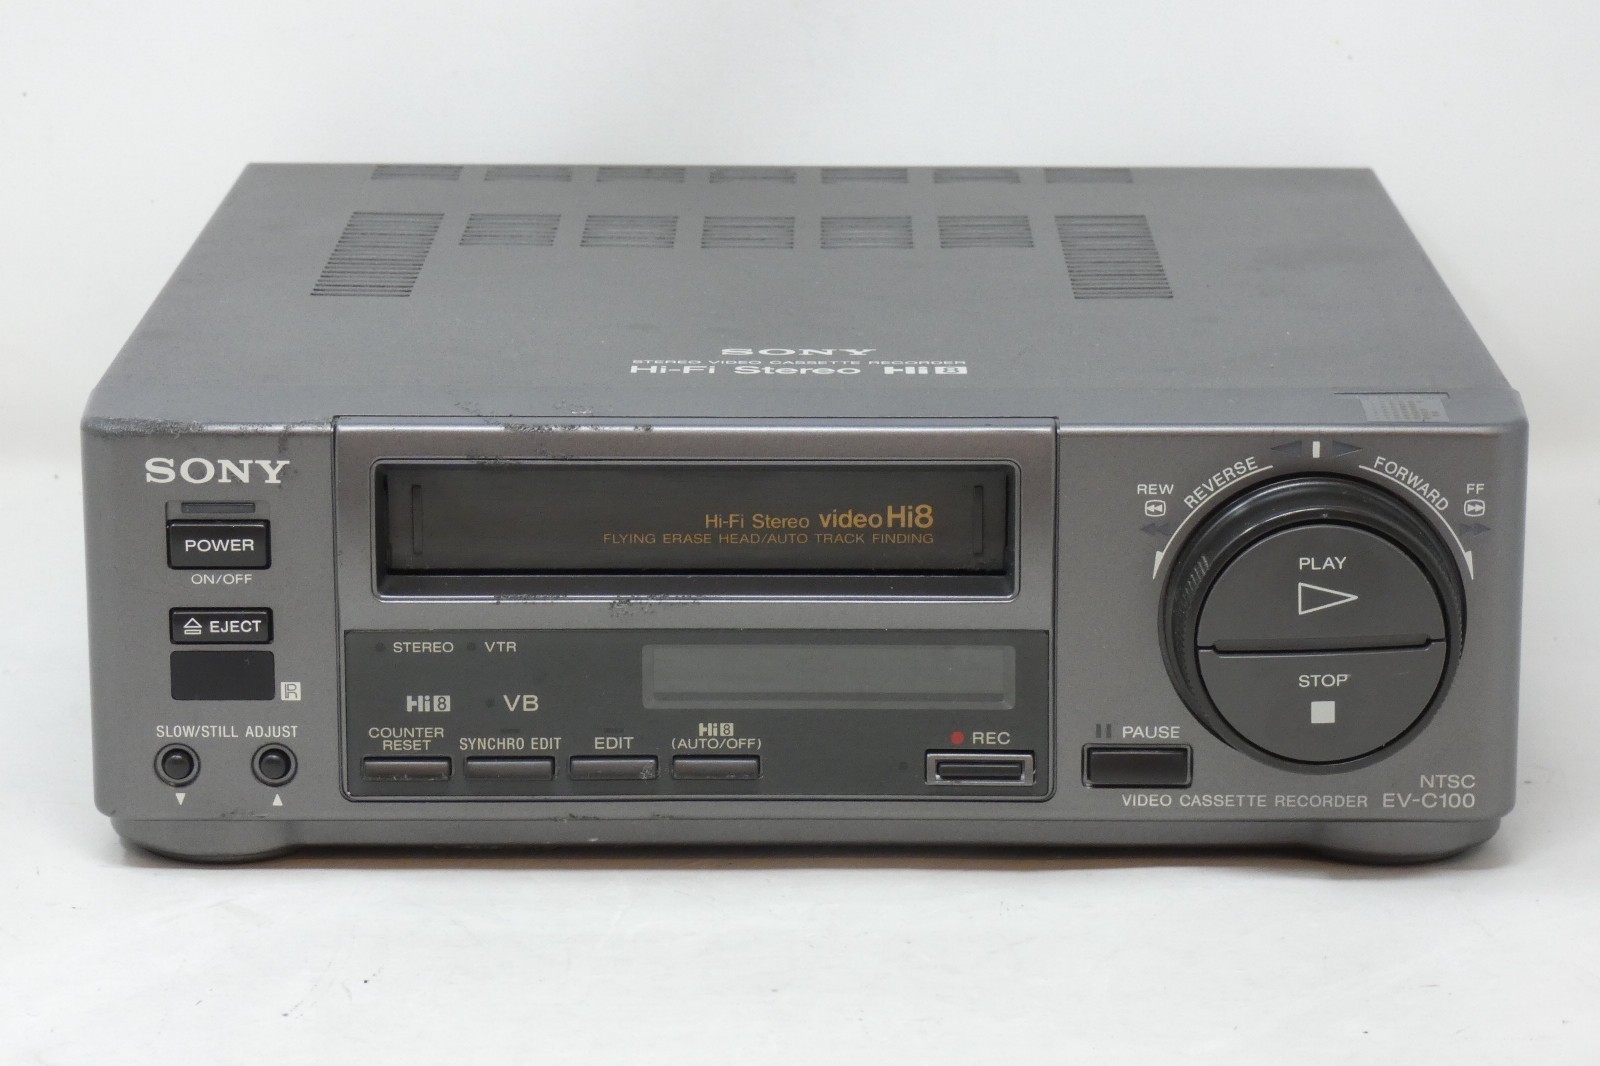 SONY
STEREO VIDEO CASSETTE RECORDER
Hi-Fi Stereo Hi8
SONY
POWER
ON/OFF
EJECT
R
SLOW/STILL ADJUST
Hi-Fi Stereo video Hi8
FLYING ERASE HEAD/AUTO TRACK FINDING
STEREO VTR
Hi8 VB
COUNTER
RESET
SYNCHRO EDIT
EDIT
Hi8
(AUTO/OFF)
REC
REW
REVERSE
FORWARD
FF
PLAY
STOP
PAUSE
NTSC
VIDEO CASSETTE RECORDER EV-C100